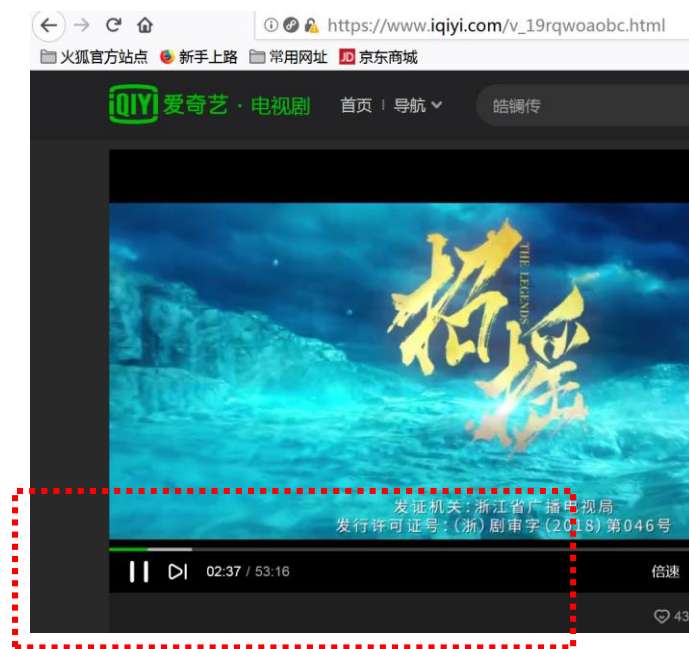 https://www.iqiyi.com/v_19rqwoaobc.html
火狐官方站点 新手上路 常用网址 JD 京东商城
iQIYI 爱奇艺·电视剧 首页 导航 皓镧传
招摇
THE LEGENDS
发证机关:浙江省广播电视局
发行许可证号:(浙)剧审字(2018)第046号
02:37 / 53:16 倍速
43